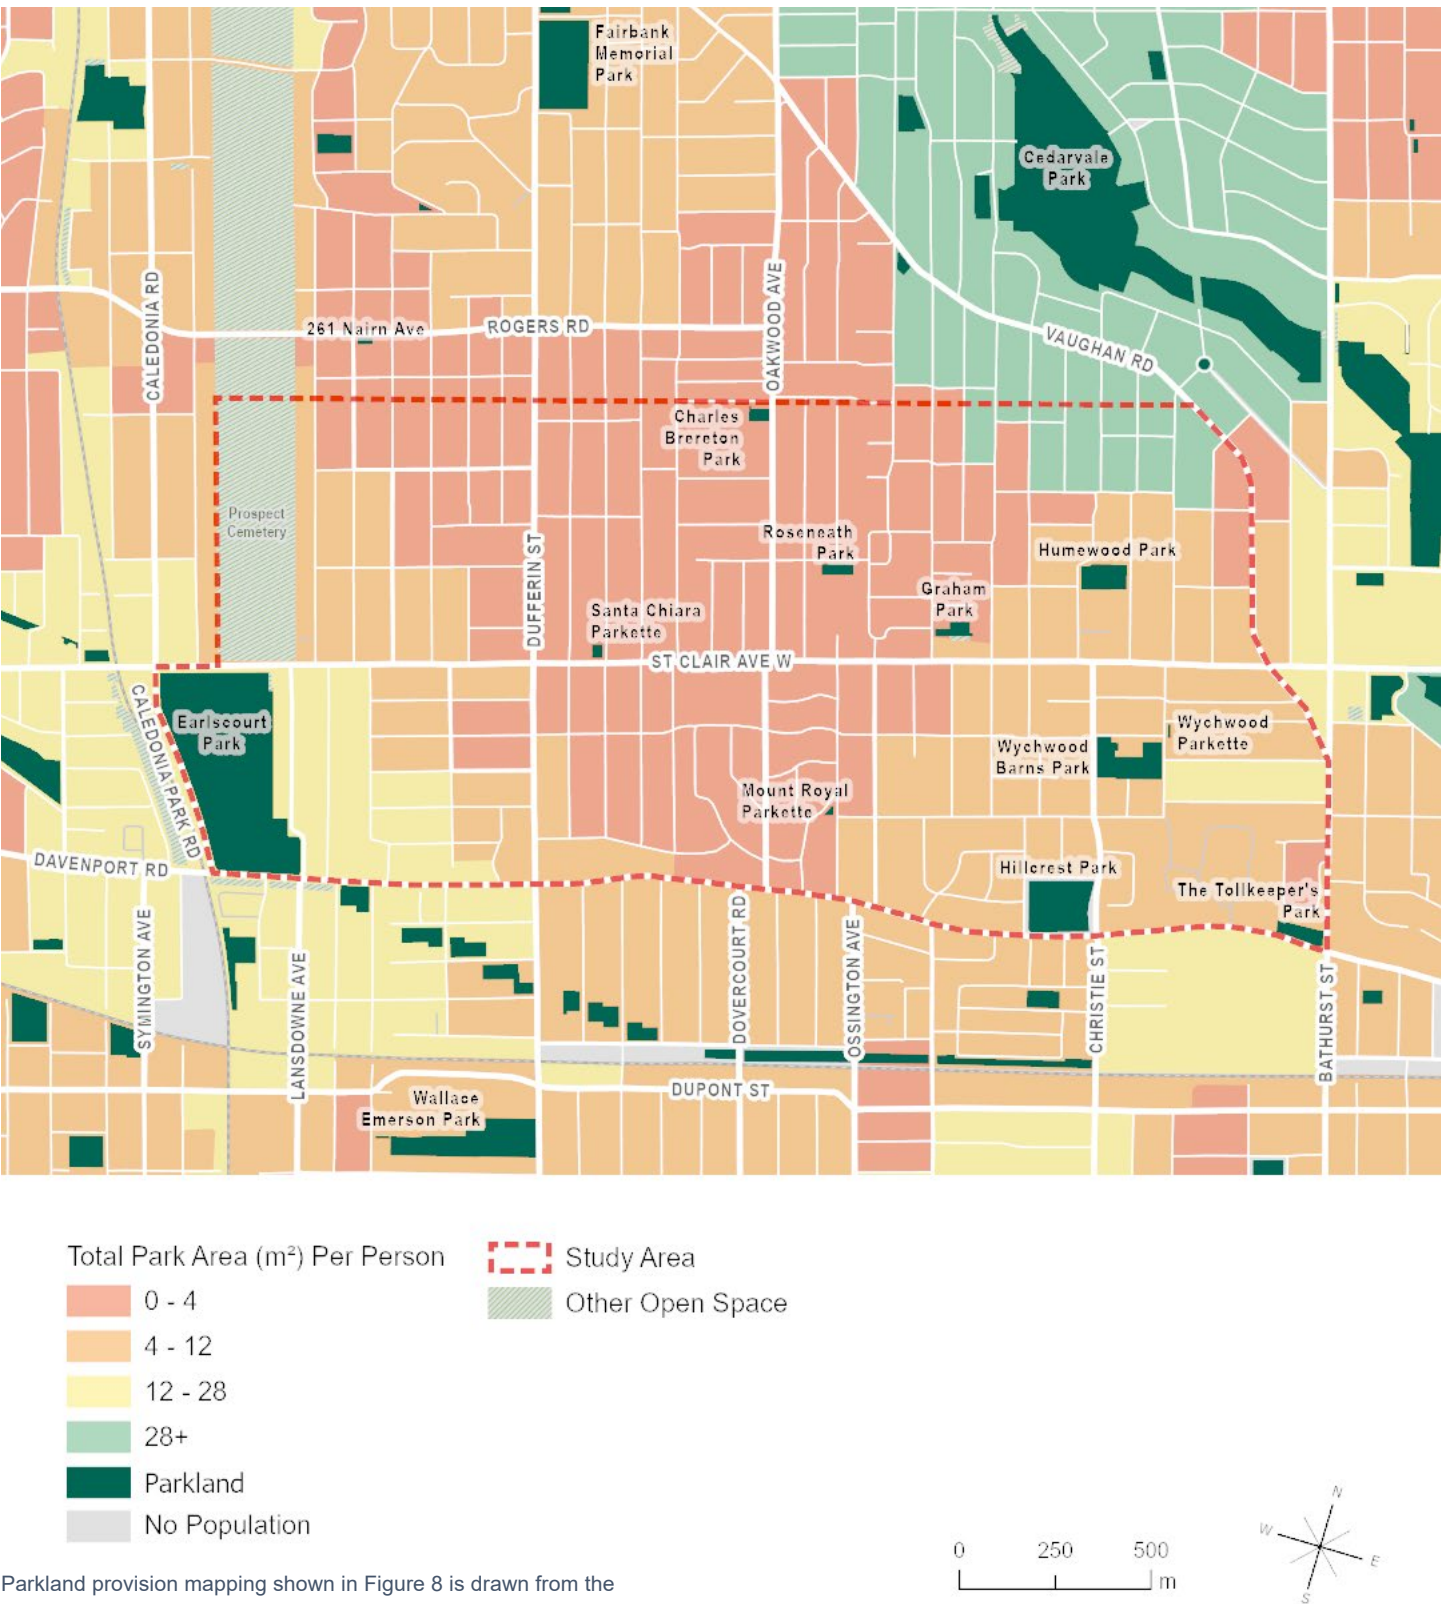 Fairbank
Memorial
Park
Cedarvale
Park
CALEDONIA RD
OAKWOOD AVE
261 Nairn Ave
ROGERS RD
VAUGHAN RD
Charles
Brereton
Park
Prospect
Cemetery
DUFFERIN ST
Roseneath
Park
Humewood Park
Graham
Park
Santa Chiara
Parkette
ST CLAIR AVE W
CALEDONIA PARK RD
Earlscourt
Park
Wychwood
Parkette
Wychwood
Barns Park
Mount Royal
Parkette
DAVENPORT RD
Hillcrest Park
The Tollkeeper's
Park
SYMINGTON AVE
LANSDOWNE AVE
DOVERCOURT RD
OSSINGTON AVE
CHRISTIE ST
BATHURST ST
DUPONT ST
Wallace
Emerson Park
Total Park Area (m²) Per Person
0 - 4
4 - 12
12 - 28
28+
Parkland
No Population
Study Area
Other Open Space
N
W
E
S
0 250 500
m
Parkland provision mapping shown in Figure 8 is drawn from the